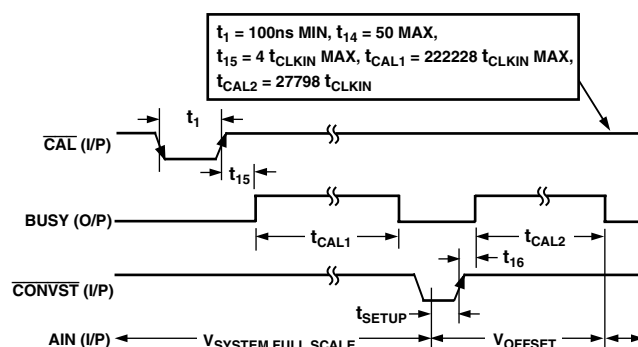 t1 = 100ns MIN, t14 = 50 MAX,
t15 = 4 tCLKIN MAX, tCAL1 = 222228 tCLKIN MAX,
tCAL2 = 27798 tCLKIN
t1
CAL (I/P)
t15
BUSY (O/P)
tCAL1
tCAL2
t16
CONVST (I/P)
tSETUP
AIN (I/P)
VSYSTEM FULL SCALE
VOFFSET